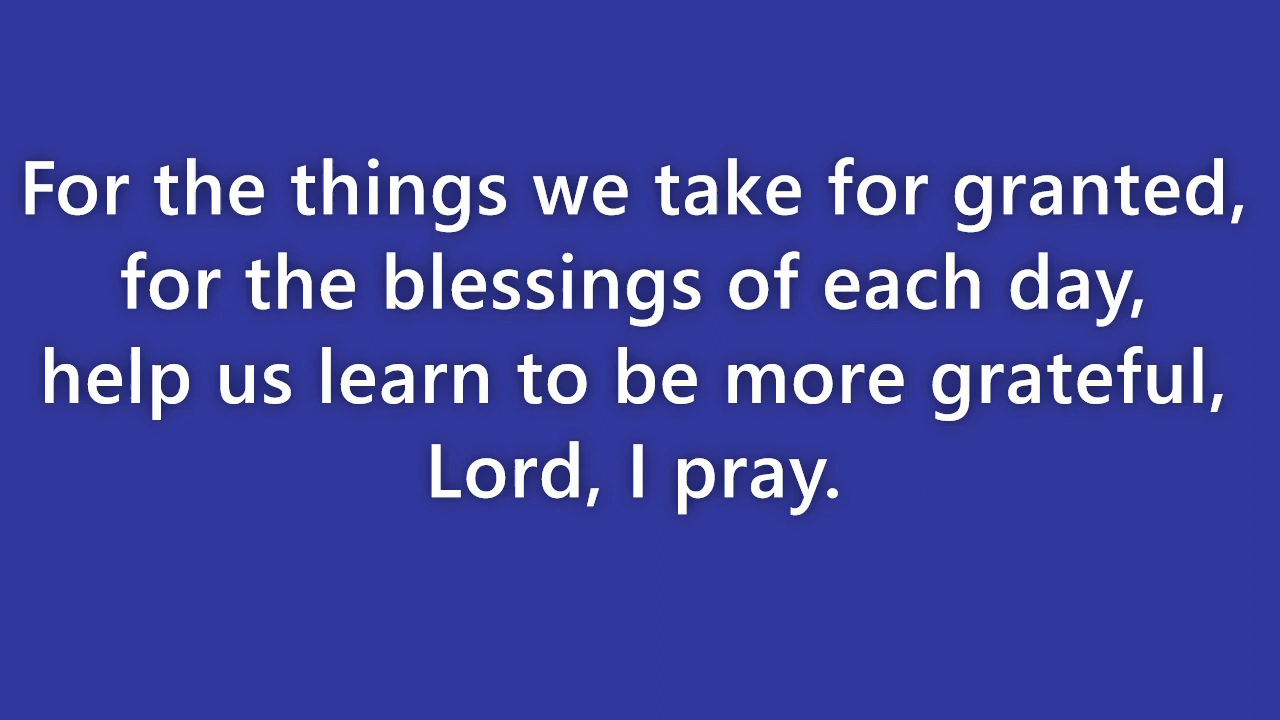 For the things we take for granted,
for the blessings of each day,
help us learn to be more grateful,
Lord, I pray.